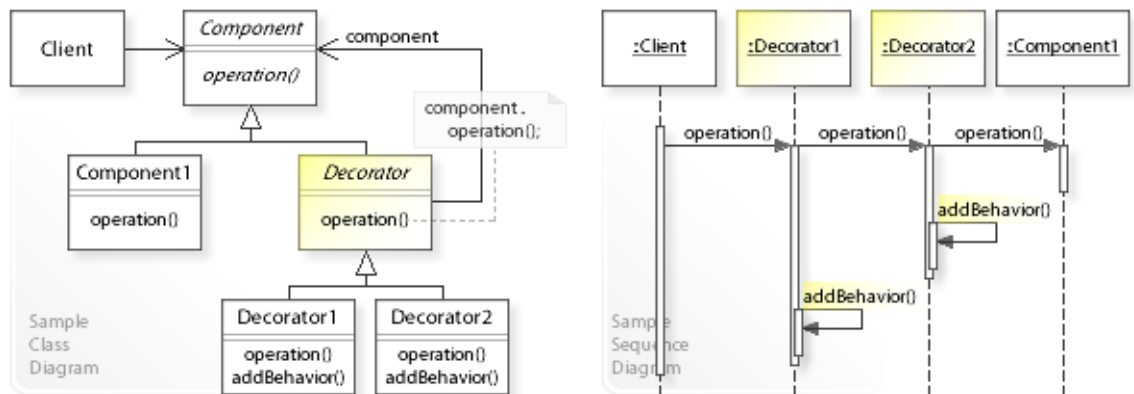 Client
Component
operation()
component
component.
operation();
Component1
operation()
Decorator
operation()
Decorator1
operation()
addBehavior()
Decorator2
operation()
addBehavior()
Sample
Class
Diagram
:Client
:Decorator1
:Decorator2
:Component1
operation()
operation()
operation()
addBehavior()
addBehavior()
Sample
Sequence
Diagram